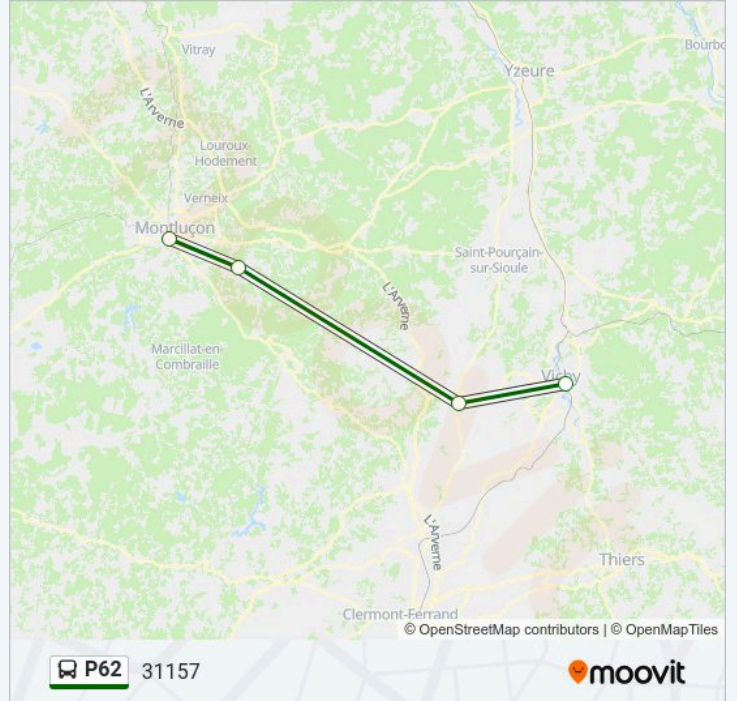 Vitray
Bourbo
Yzeure
L'Arverne
Louroux-
Hodement
Verneix
Montluçon
Saint-Pourçain-
sur-Sioule
L'Arverne
Marcillat-en-
Combraille
Vichy
L'Arverne
Thiers
Clermont-Ferrand
© OpenStreetMap contributors | © OpenMapTiles
P62 31157
moovit